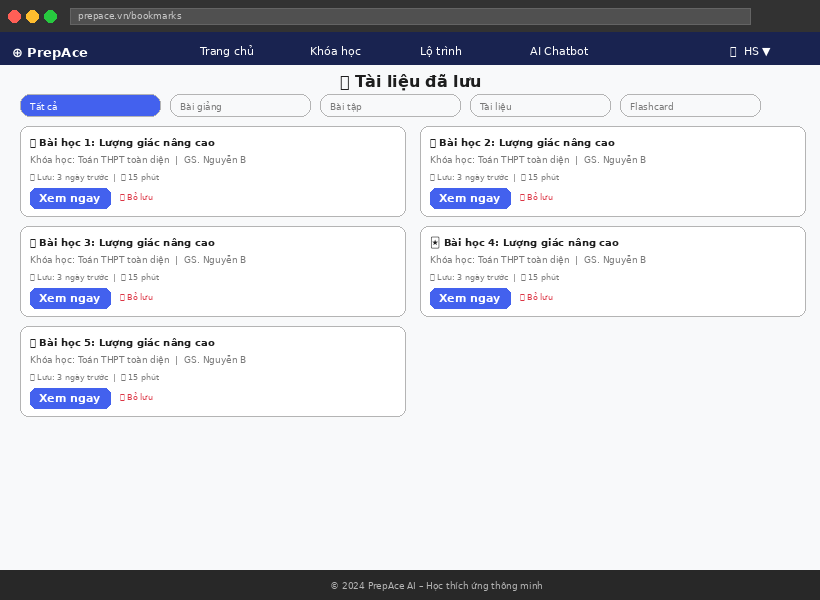 prepace.vn/bookmarks
⊕ PrepAce
Trang chủ
Khóa học
Lộ trình
AI Chatbot
HS ▼
Tài liệu đã lưu
Tất cả
Bài giảng
Bài tập
Tài liệu
Flashcard
Bài học 1: Lượng giác nâng cao
Khóa học: Toán THPT toàn diện | GS. Nguyễn B
Lưu: 3 ngày trước | 15 phút
Xem ngay
Bỏ lưu
Bài học 2: Lượng giác nâng cao
Khóa học: Toán THPT toàn diện | GS. Nguyễn B
Lưu: 3 ngày trước | 15 phút
Xem ngay
Bỏ lưu
Bài học 3: Lượng giác nâng cao
Khóa học: Toán THPT toàn diện | GS. Nguyễn B
Lưu: 3 ngày trước | 15 phút
Xem ngay
Bỏ lưu
🃏 Bài học 4: Lượng giác nâng cao
Khóa học: Toán THPT toàn diện | GS. Nguyễn B
Lưu: 3 ngày trước | 15 phút
Xem ngay
Bỏ lưu
Bài học 5: Lượng giác nâng cao
Khóa học: Toán THPT toàn diện | GS. Nguyễn B
Lưu: 3 ngày trước | 15 phút
Xem ngay
Bỏ lưu
© 2024 PrepAce AI – Học thích ứng thông minh